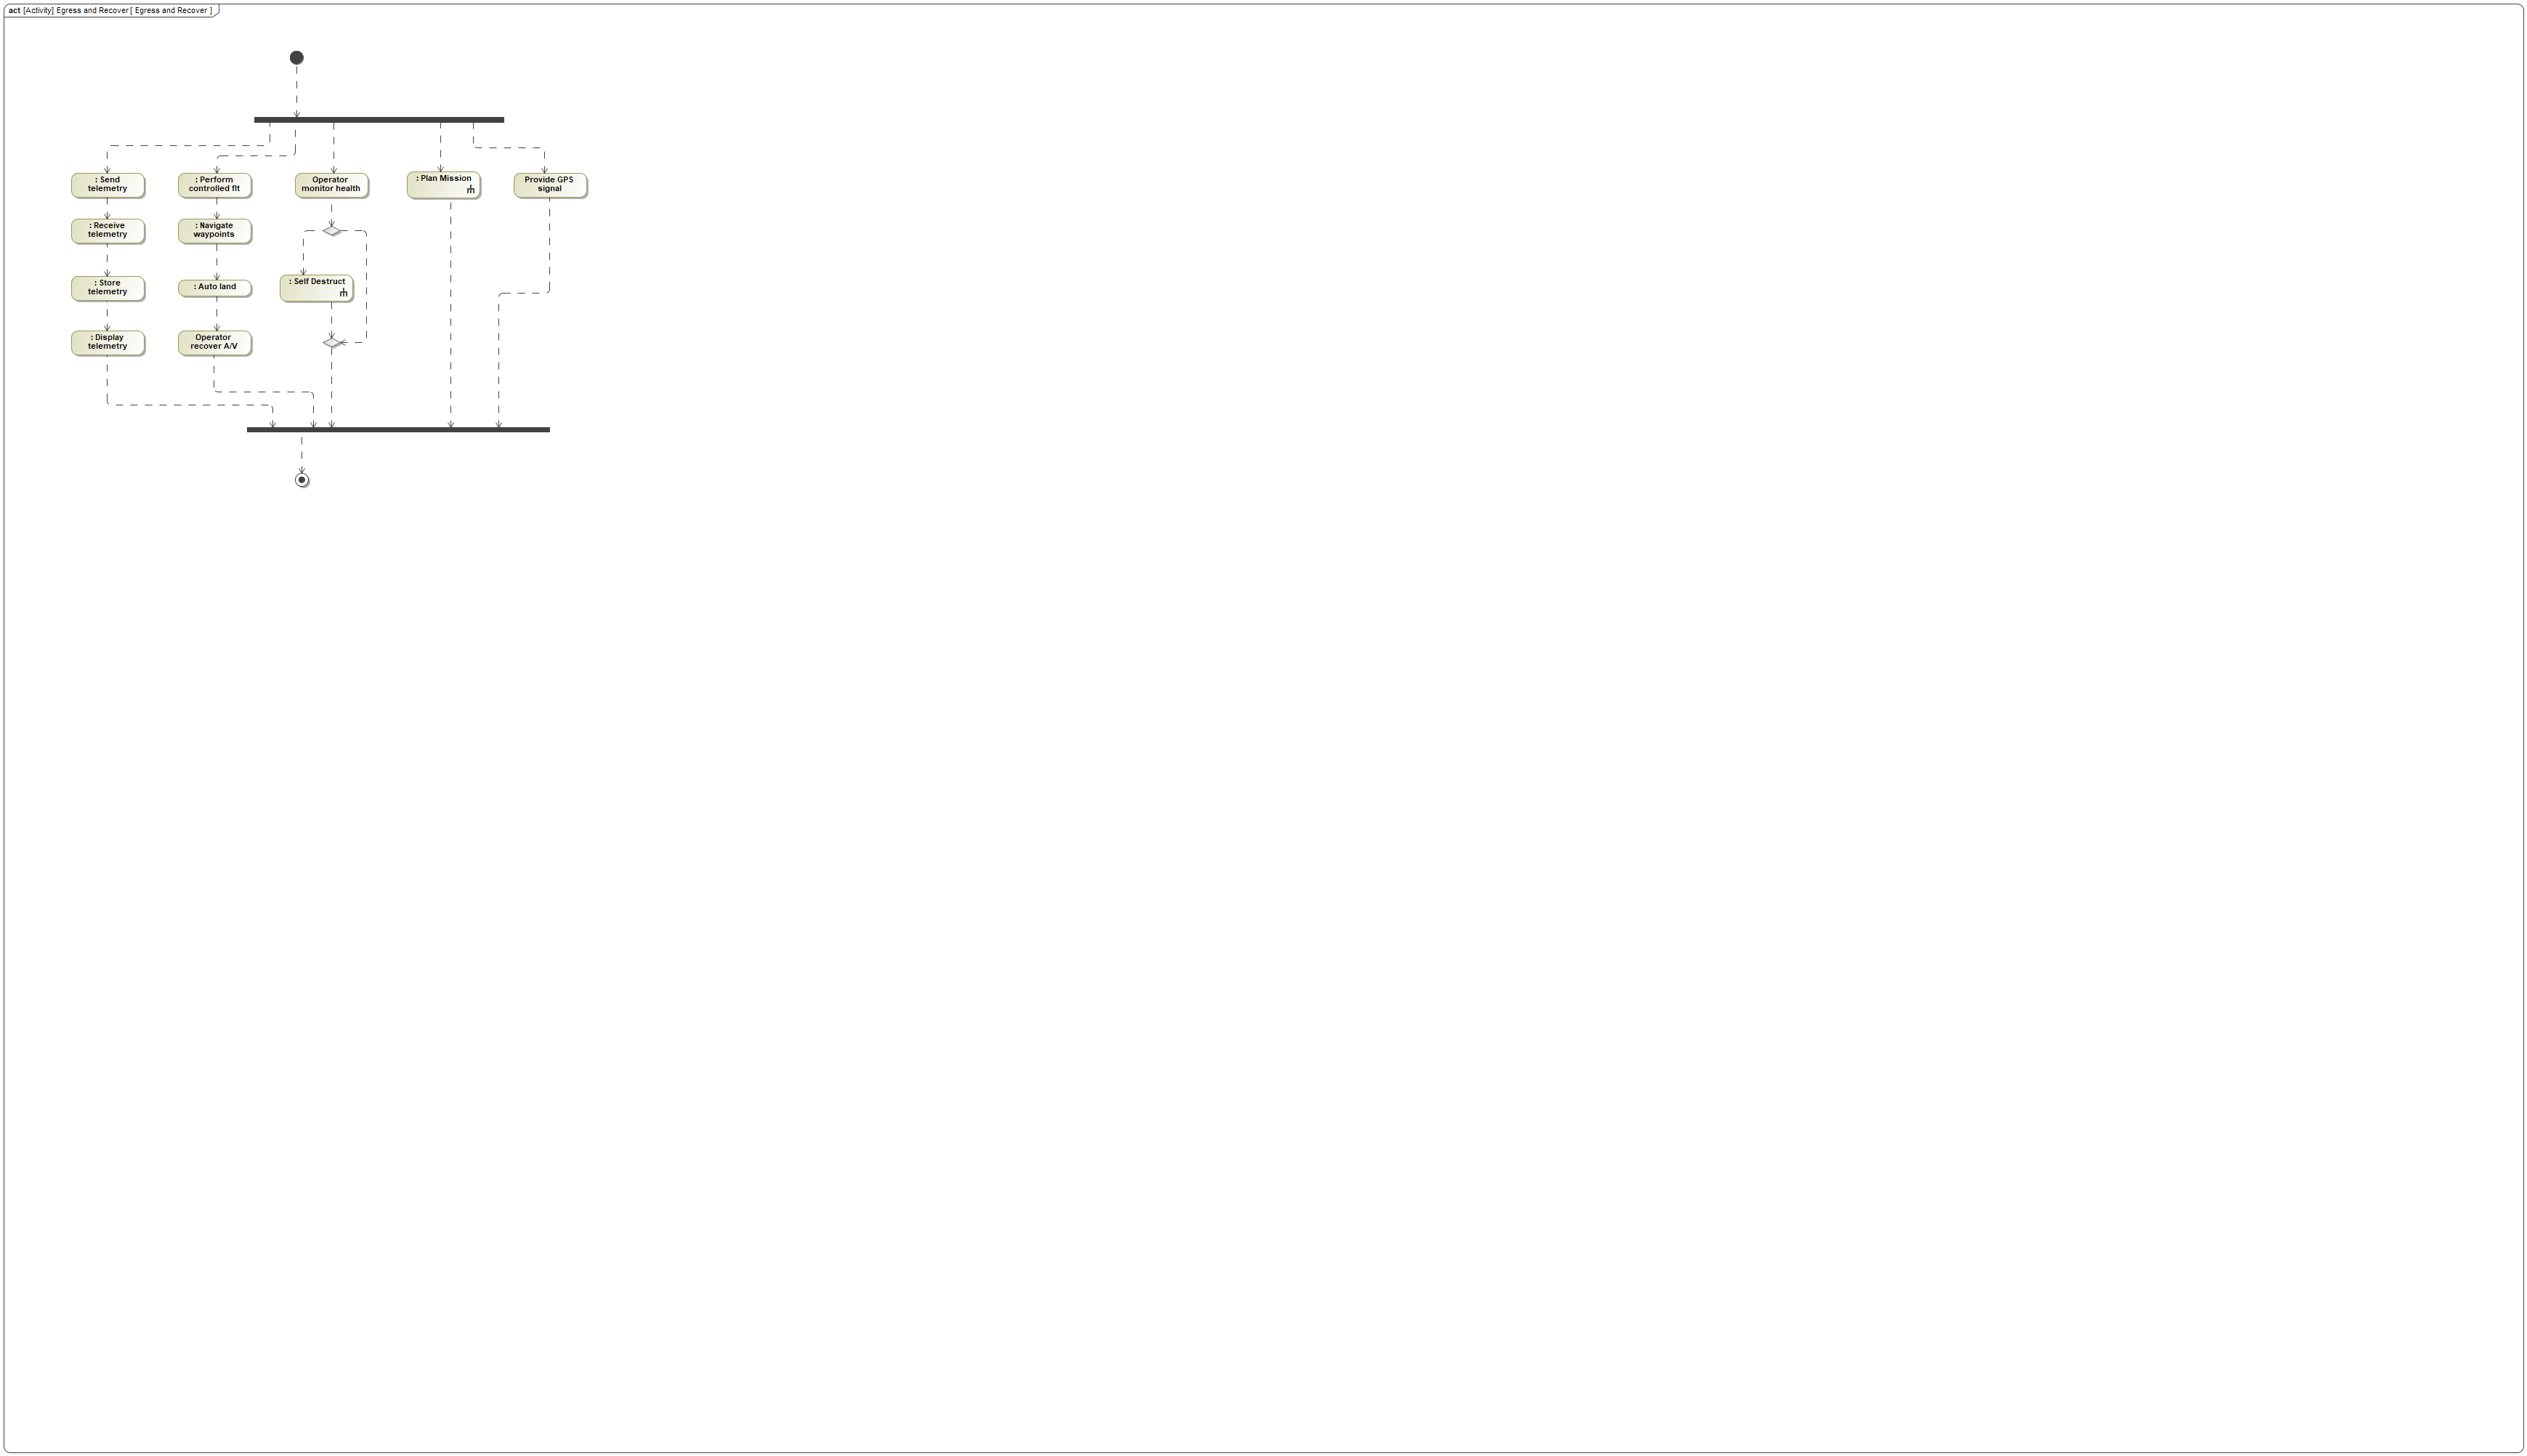 act [Activity] Egress and Recover [ Egress and Recover ]
: Send
telemetry
: Perform
controlled flt
Operator
monitor health
: Plan Mission
Provide GPS
signal
: Receive
telemetry
: Navigate
waypoints
: Store
telemetry
: Auto land
: Self Destruct
: Display
telemetry
Operator
recover A/V